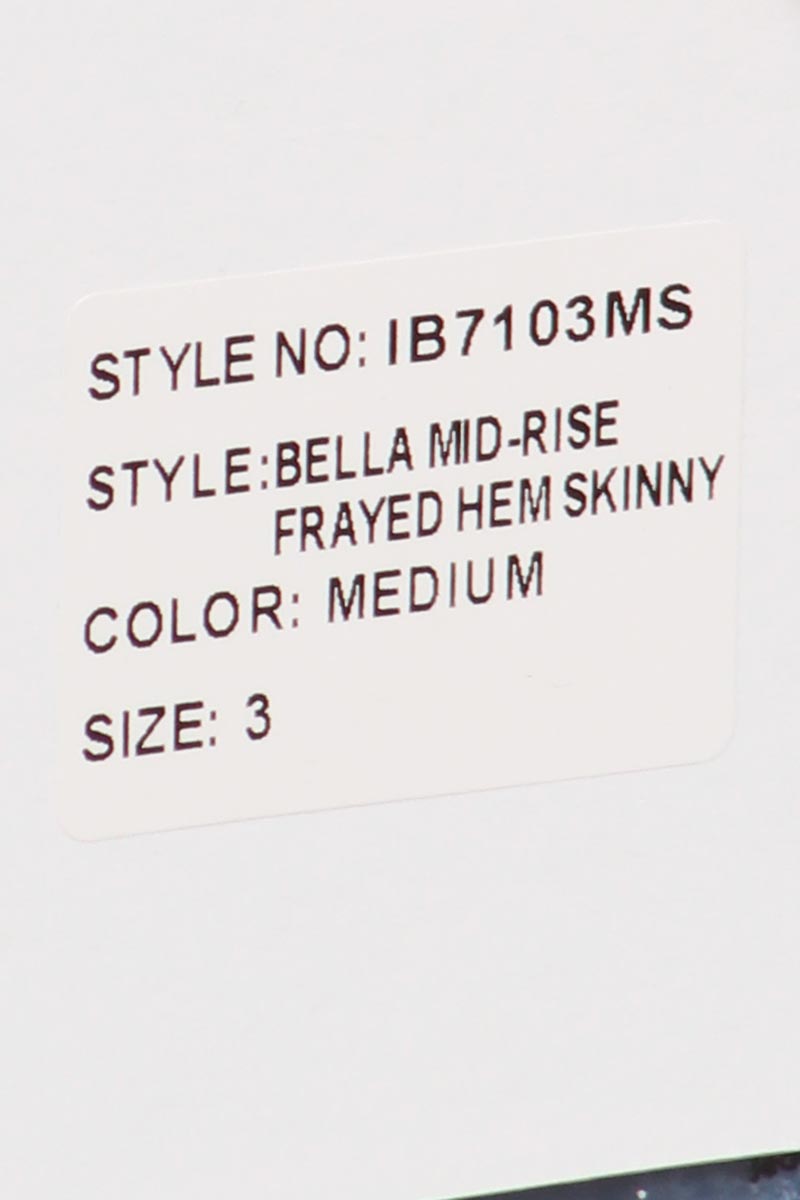 STYLE NO: IB7103MS
STYLE:BELLA MID-RISE
FRAYED HEM SKINNY
COLOR: MEDIUM
SIZE: 3